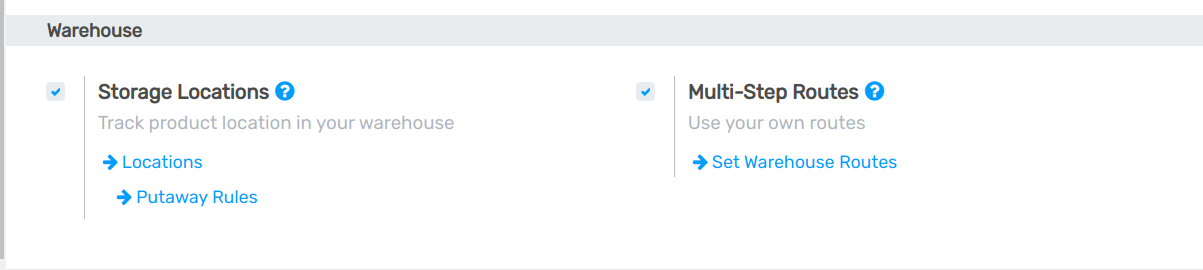 Warehouse
Storage Locations ?
Track product location in your warehouse
Locations
Putaway Rules
Multi-Step Routes ?
Use your own routes
Set Warehouse Routes